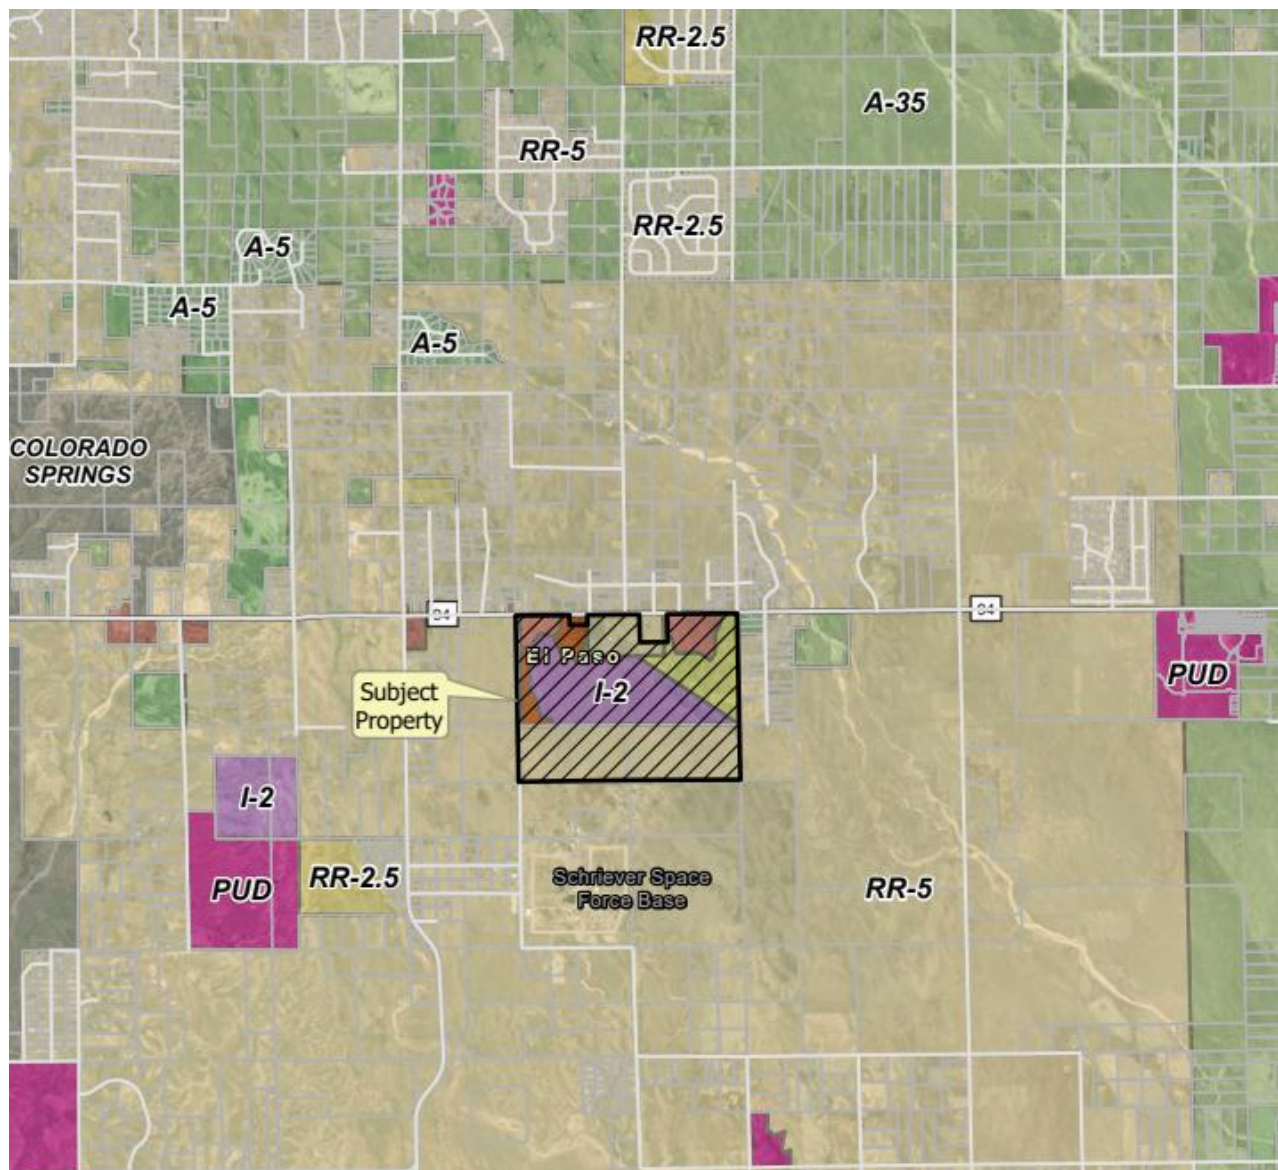 RR-2.5
A-35
RR-5
RR-2.5
A-5
A-5
A-5
COLORADO
SPRINGS
94
94
El Paso
Subject
Property
I-2
PUD
I-2
PUD
RR-2.5
Schriever Space
Force Base
RR-5